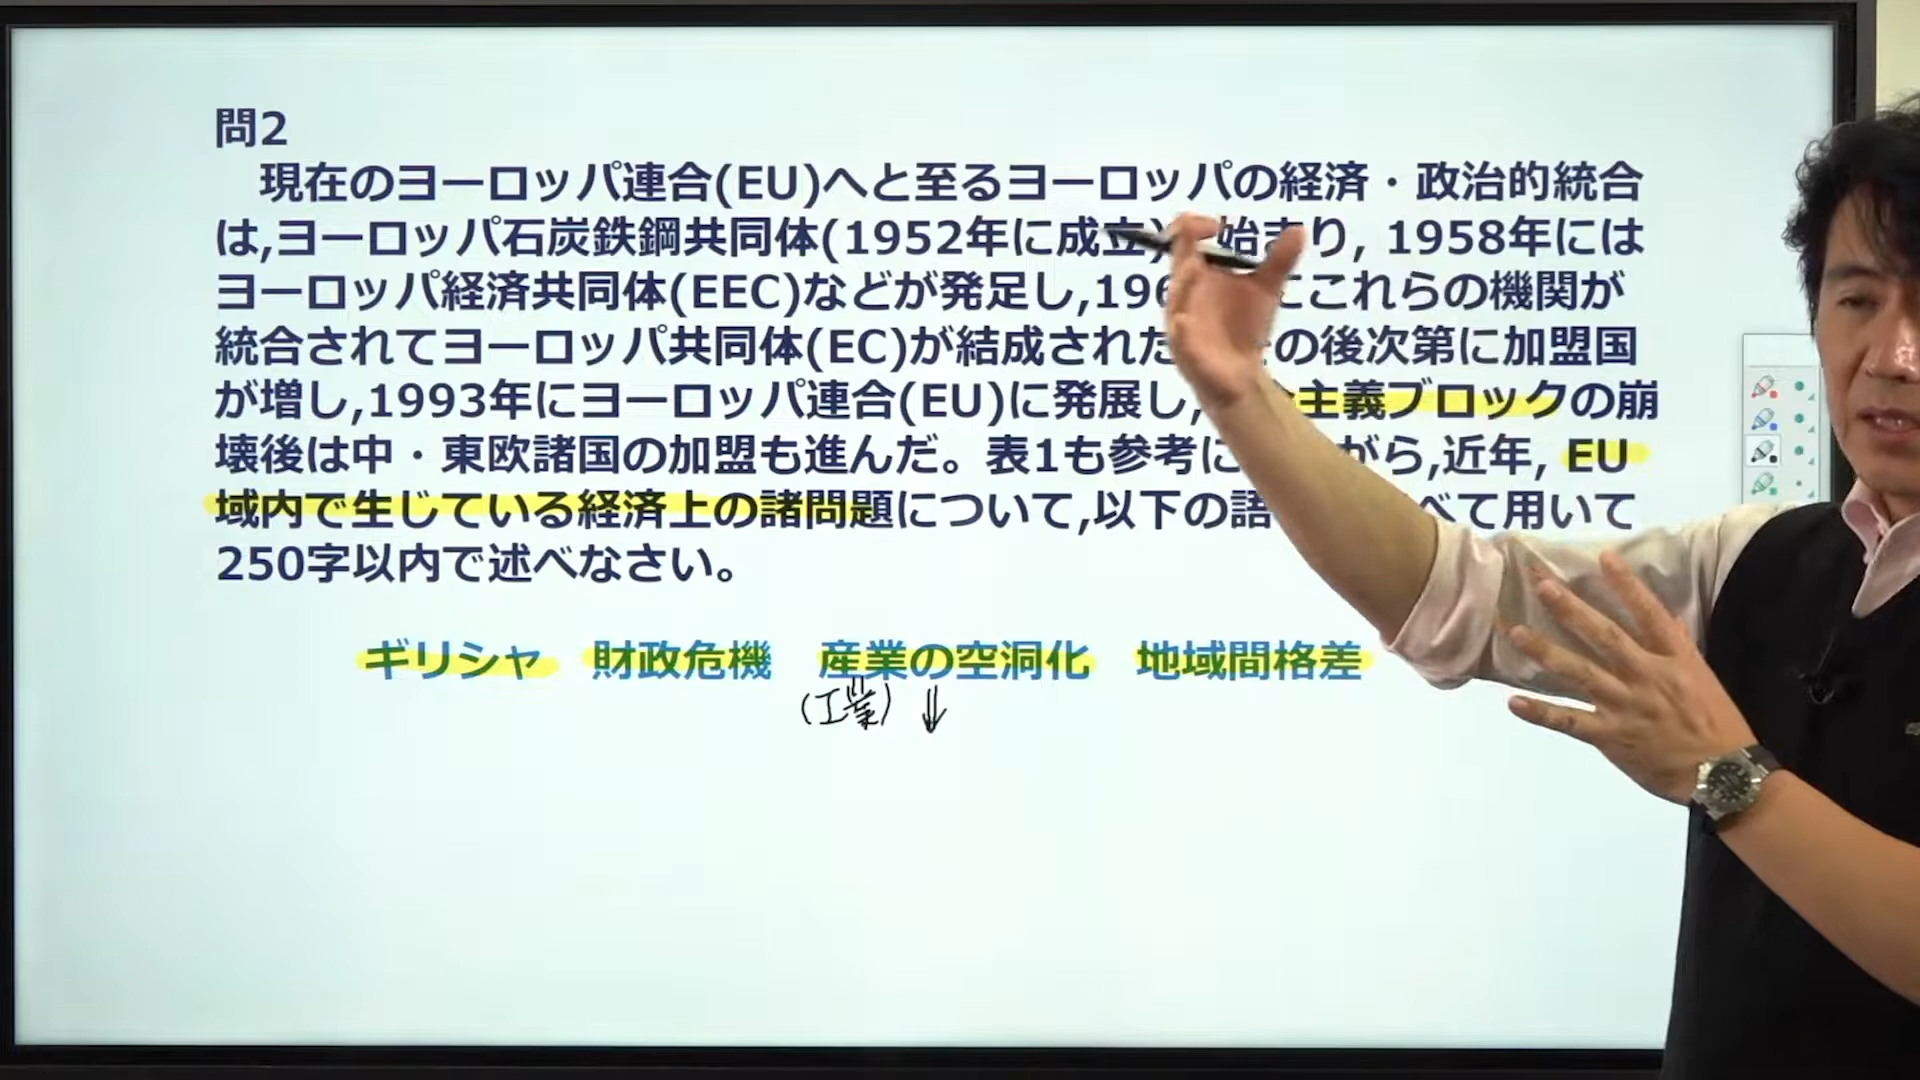 問2
現在のヨーロッパ連合(EU)へと至るヨーロッパの経済・政治的統合
は,ヨーロッパ石炭鉄鋼共同体(1952年に成立) 始まり, 1958年には
ヨーロッパ経済共同体(EEC)などが発足し,196 にこれらの機関が
統合されてヨーロッパ共同体(EC)が結成された の後次第に加盟国
が増し,1993年にヨーロッパ連合(EU)に発展し, 主義ブロックの崩
壊後は中・東欧諸国の加盟も進んだ。表1も参考に がら,近年, EU
域内で生じている経済上の諸問題について,以下の語 べて用いて
250字以内で述べなさい。
ギリシャ 財政危機 産業の空洞化 地域間格差
(工業) ⇓